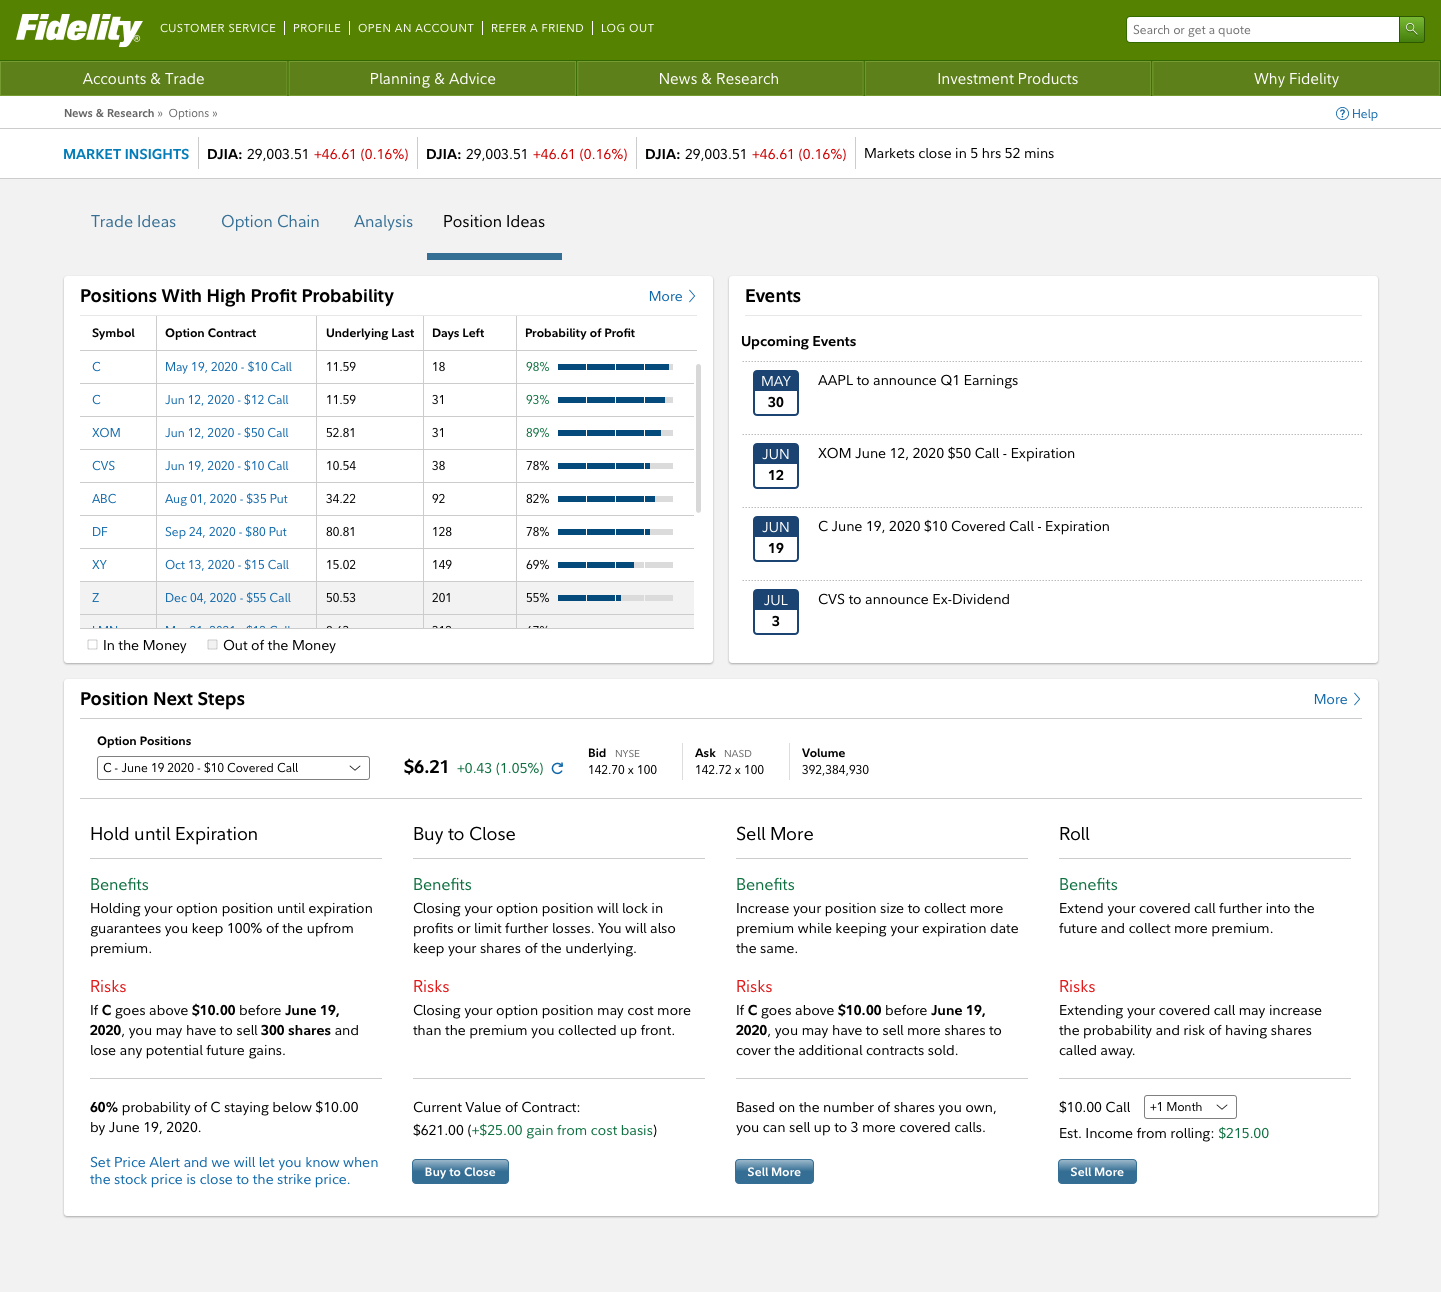 Fidelity
CUSTOMER SERVICE | PROFILE | OPEN AN ACCOUNT | REFER A FRIEND | LOG OUT
Search or get a quote
Accounts & Trade
Planning & Advice
News & Research
Investment Products
Why Fidelity
News & Research » Options »
Help
MARKET INSIGHTS
DJIA: 29,003.51 +46.61 (0.16%)
DJIA: 29,003.51 +46.61 (0.16%)
DJIA: 29,003.51 +46.61 (0.16%)
Markets close in 5 hrs 52 mins
Trade Ideas
Option Chain
Analysis
Position Ideas
Positions With High Profit Probability
More
Symbol Option Contract Underlying Last Days Left Probability of Profit
C May 19, 2020 - $10 Call 11.59 18 98%
C Jun 12, 2020 - $12 Call 11.59 31 93%
XOM Jun 12, 2020 - $50 Call 52.81 31 89%
CVS Jun 19, 2020 - $10 Call 10.54 38 78%
ABC Aug 01, 2020 - $35 Put 34.22 92 82%
DF Sep 24, 2020 - $80 Put 80.81 128 78%
XY Oct 13, 2020 - $15 Call 15.02 149 69%
Z Dec 04, 2020 - $55 Call 50.53 201 55%
In the Money
Out of the Money
Events
Upcoming Events
MAY
30
AAPL to announce Q1 Earnings
JUN
12
XOM June 12, 2020 $50 Call - Expiration
JUN
19
C June 19, 2020 $10 Covered Call - Expiration
JUL
3
CVS to announce Ex-Dividend
Position Next Steps
More
Option Positions
C - June 19 2020 - $10 Covered Call
$6.21 +0.43 (1.05%)
Bid NYSE
142.70 x 100
Ask NASD
142.72 x 100
Volume
392,384,930
Hold until Expiration
Benefits
Holding your option position until expiration
guarantees you keep 100% of the upfrom
premium.
Risks
If C goes above $10.00 before June 19,
2020, you may have to sell 300 shares and
lose any potential future gains.
60% probability of C staying below $10.00
by June 19, 2020.
Set Price Alert and we will let you know when
the stock price is close to the strike price.
Buy to Close
Benefits
Closing your option position will lock in
profits or limit further losses. You will also
keep your shares of the underlying.
Risks
Closing your option position may cost more
than the premium you collected up front.
Current Value of Contract:
$621.00 (+$25.00 gain from cost basis)
Buy to Close
Sell More
Benefits
Increase your position size to collect more
premium while keeping your expiration date
the same.
Risks
If C goes above $10.00 before June 19,
2020, you may have to sell more shares to
cover the additional contracts sold.
Based on the number of shares you own,
you can sell up to 3 more covered calls.
Sell More
Roll
Benefits
Extend your covered call further into the
future and collect more premium.
Risks
Extending your covered call may increase
the probability and risk of having shares
called away.
$10.00 Call +1 Month
Est. Income from rolling: $215.00
Sell More